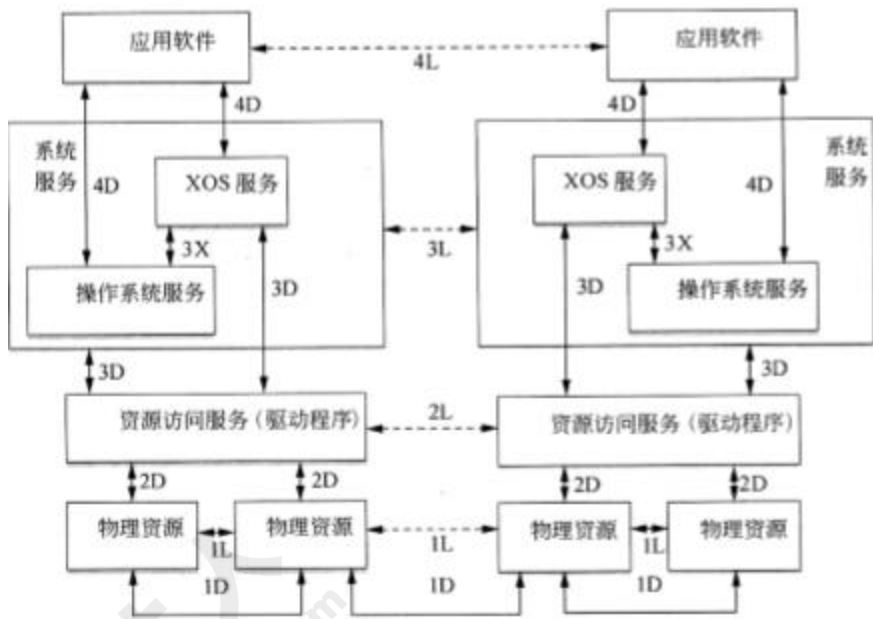 应用软件
应用软件
4L
4D
4D
系统
服务
4D
XOS 服务
XOS 服务
4D
系统
服务
3X
3L
3X
操作系统服务
3D
3D
操作系统服务
3D
3D
资源访问服务(驱动程序)
2L
资源访问服务(驱动程序)
2D
2D
2D
2D
物理资源
物理资源
物理资源
物理资源
1L
1L
1L
1D
1D
1D